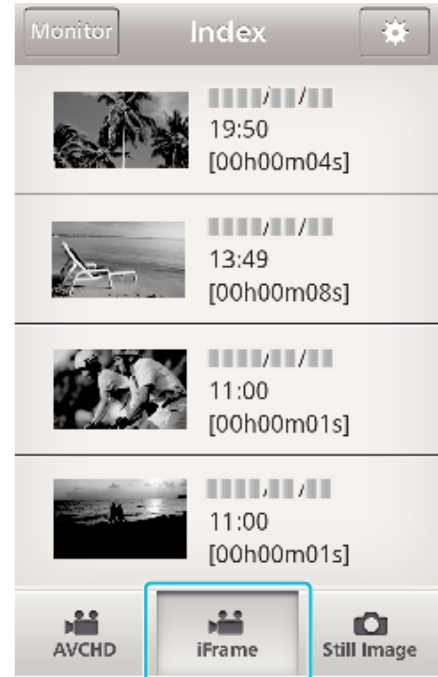 Monitor
Index
19:50
[00h00m04s]
13:49
[00h00m08s]
11:00
[00h00m01s]
11:00
[00h00m01s]
AVCHD
iFrame
Still Image